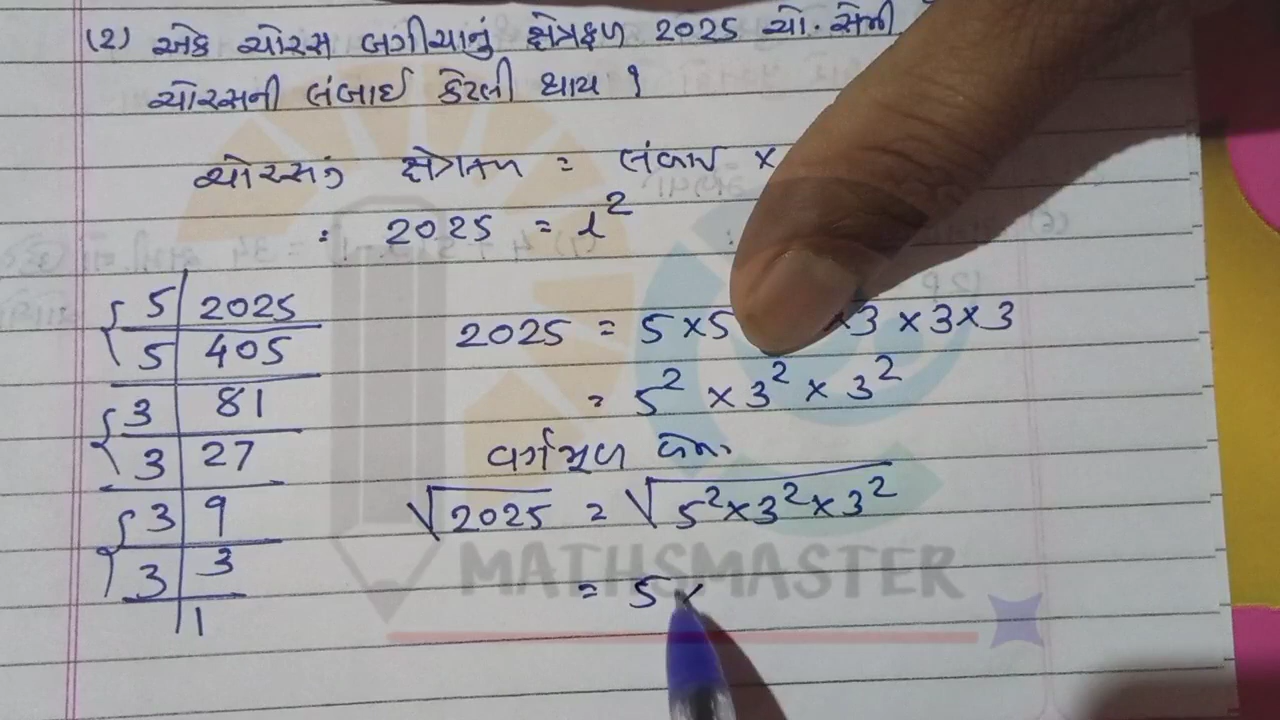 (2) એક ચોરસ બગીચાનું ક્ષેત્રફળ 2025 ચો. સેમી
ચોરસની લંબાઈ કેટલી થાય ?
ચોરસનું ક્ષેત્રફળ = લંબાઈ ×
∴ 2025 = l²
5 | 2025
5 | 405
3 | 81
3 | 27
3 | 9
3 | 3
1
2025 = 5 × 5 × 3 × 3 × 3
= 5² × 3² × 3²
વર્ગમૂળ લેતા
√2025 = √5² × 3² × 3²
= 5 ×
MATHSMASTER